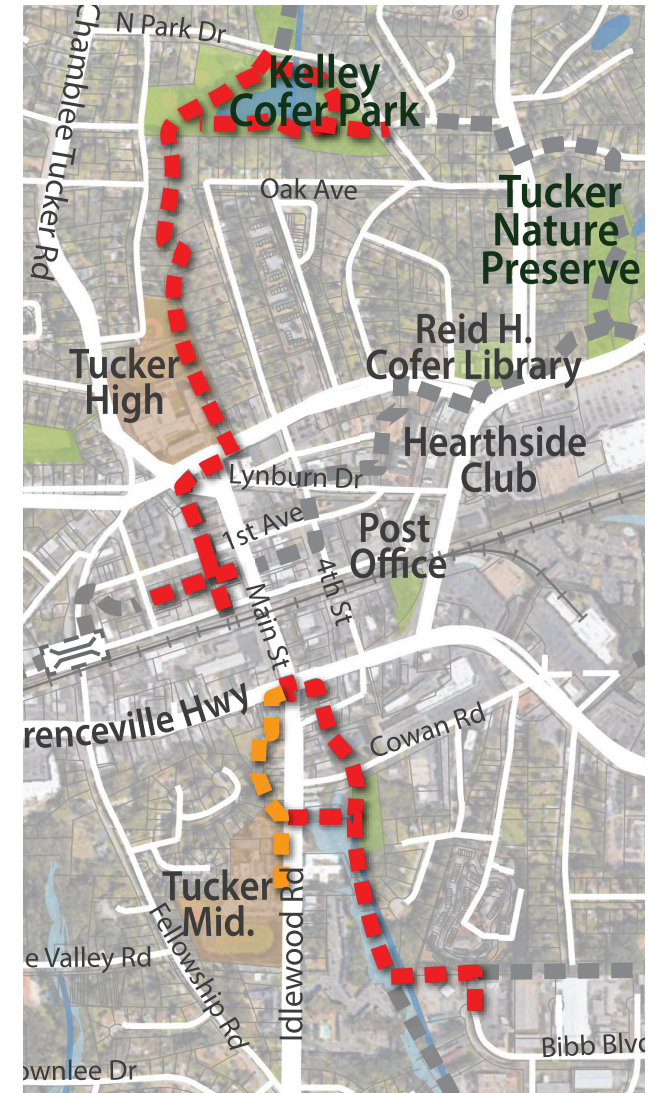 N Park Dr
Chamblee Tucker Rd
Kelley
Cofer Park
Oak Ave
Tucker
Nature
Preserve
Reid H.
Cofer Library
Tucker
High
Hearthside
Club
Lynburn Dr
1st Ave
Post
Office
4th St
Main St
renceville Hwy
Cowan Rd
Tucker
Mid.
Idlewood Rd
Fellowship Rd
e Valley Rd
Bibb Blvd
ownlee Dr